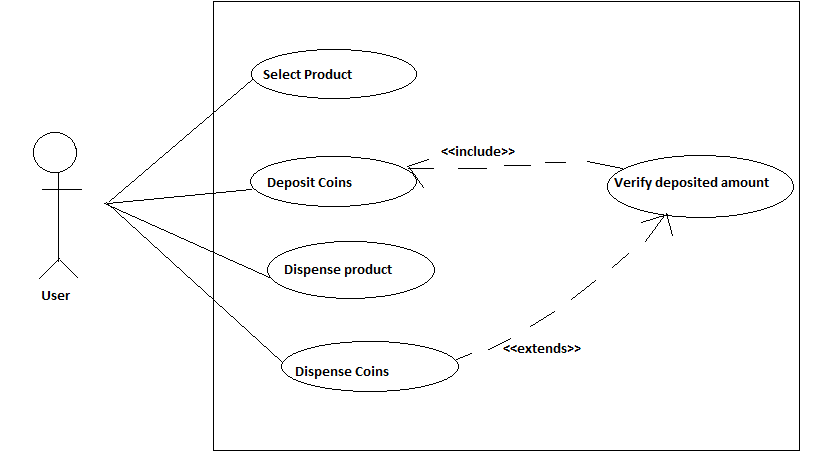 Select Product
<<include>>
Deposit Coins
Verify deposited amount
Dispense product
User
<<extends>>
Dispense Coins